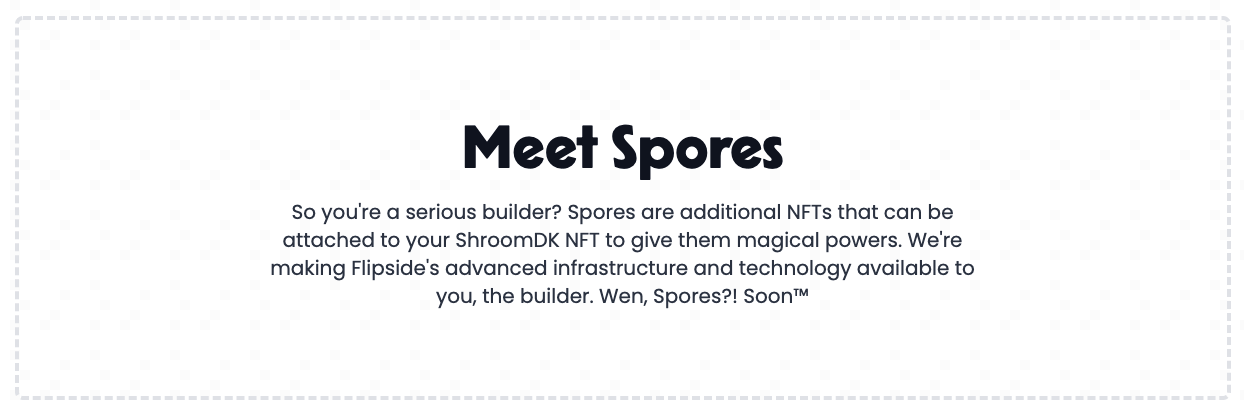 Meet Spores
So you're a serious builder? Spores are additional NFTs that can be
attached to your ShroomDK NFT to give them magical powers. We're
making Flipside's advanced infrastructure and technology available to
you, the builder. Wen, Spores?! Soon™